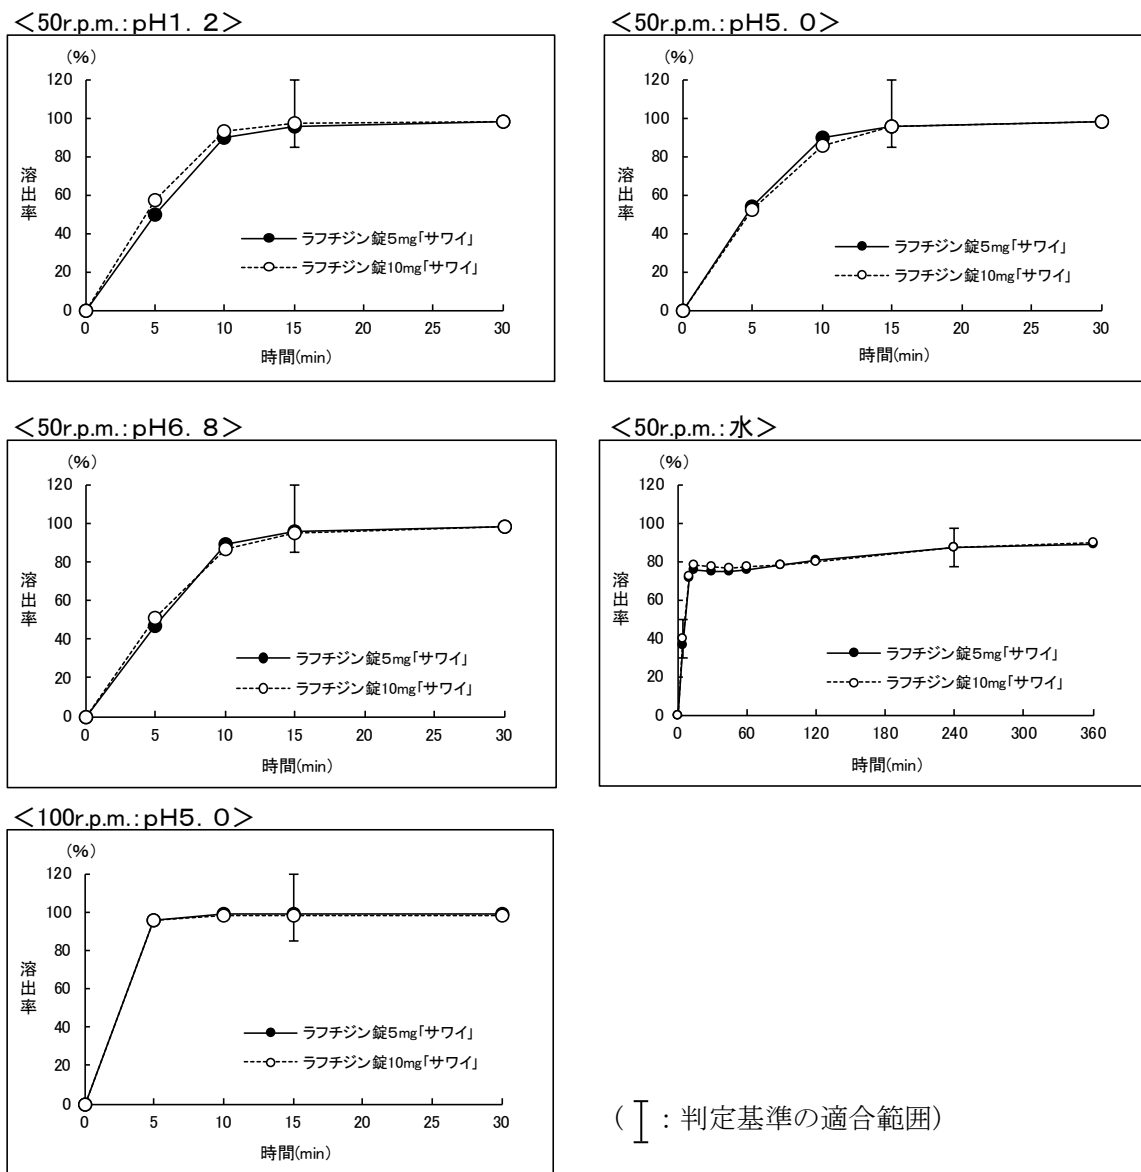 <50r.p.m.:pH1.2>
(%)
120
100
80
60
40
20
0
溶出率
ラフチジン錠5mg「サワイ」
ラフチジン錠10mg「サワイ」
0 5 10 15 20 25 30
時間(min)
<50r.p.m.:pH5.0>
(%)
120
100
80
60
40
20
0
溶出率
ラフチジン錠5mg「サワイ」
ラフチジン錠10mg「サワイ」
0 5 10 15 20 25 30
時間(min)
<50r.p.m.:pH6.8>
(%)
120
100
80
60
40
20
0
溶出率
ラフチジン錠5mg「サワイ」
ラフチジン錠10mg「サワイ」
0 5 10 15 20 25 30
時間(min)
<50r.p.m.:水>
(%)
120
100
80
60
40
20
0
溶出率
ラフチジン錠5mg「サワイ」
ラフチジン錠10mg「サワイ」
0 60 120 180 240 300 360
時間(min)
<100r.p.m.:pH5.0>
(%)
120
100
80
60
40
20
0
溶出率
ラフチジン錠5mg「サワイ」
ラフチジン錠10mg「サワイ」
0 5 10 15 20 25 30
時間(min)
( : 判定基準の適合範囲)